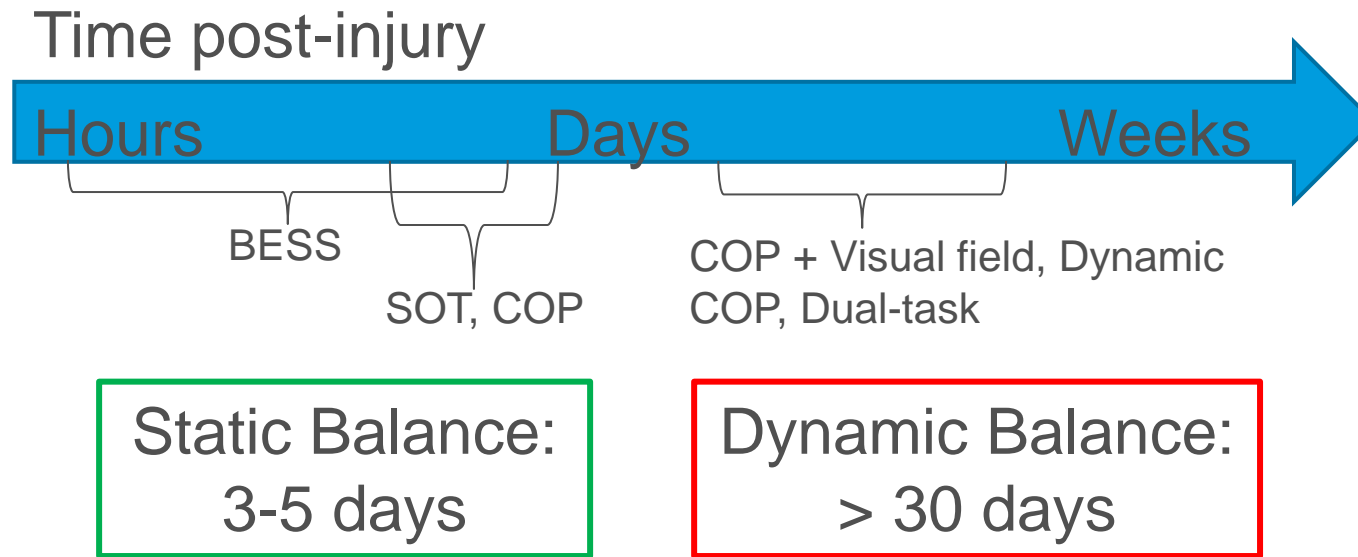 Time post-injury
Hours Days Weeks
BESS
SOT, COP
COP + Visual field, Dynamic
COP, Dual-task
Static Balance:
3-5 days
Dynamic Balance:
> 30 days